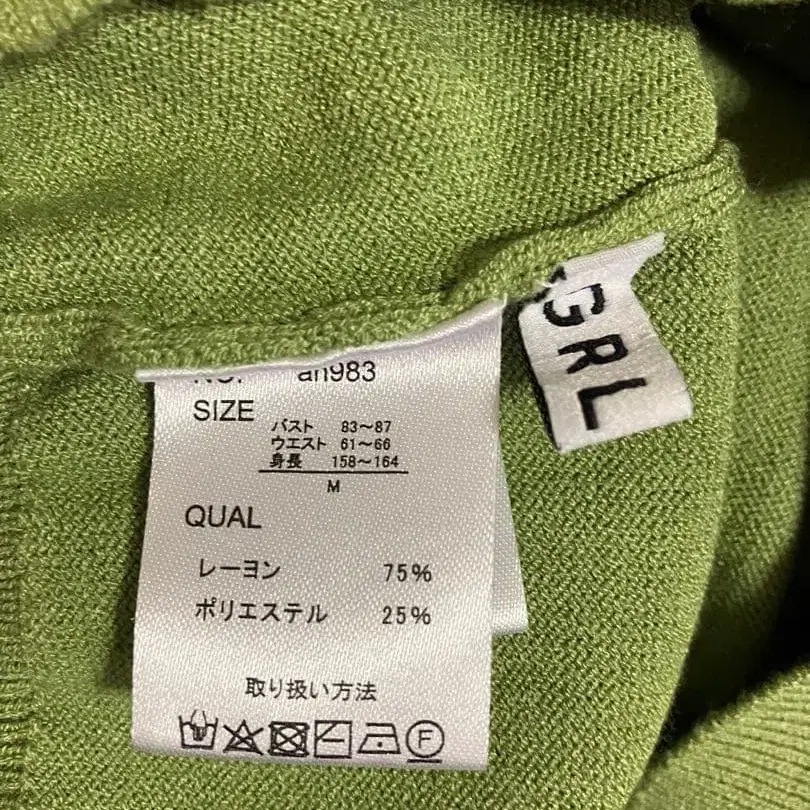 an983
SIZE
バスト 83～87
ウエスト 61～66
身長 158～164
M
QUAL
レーヨン 75%
ポリエステル 25%
取り扱い方法
F
GRL